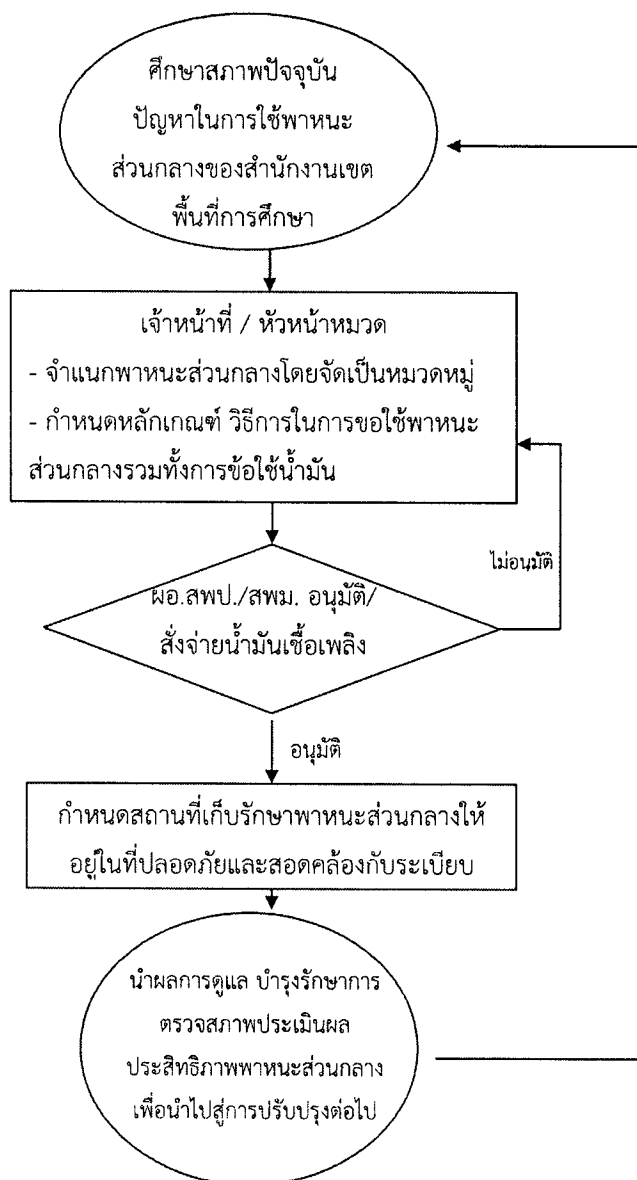 ศึกษาสภาพปัจจุบัน
ปัญหาในการใช้พาหนะ
ส่วนกลางของสำนักงานเขต
พื้นที่การศึกษา
เจ้าหน้าที่ / หัวหน้าหมวด
- จำแนกพาหนะส่วนกลางโดยจัดเป็นหมวดหมู่
- กำหนดหลักเกณฑ์ วิธีการในการขอใช้พาหนะ
ส่วนกลางรวมทั้งการข้อใช้น้ำมัน
ไม่อนุมัติ
ผอ.สพป./สพม. อนุมัติ/
สั่งจ่ายน้ำมันเชื้อเพลิง
อนุมัติ
กำหนดสถานที่เก็บรักษาพาหนะส่วนกลางให้
อยู่ในที่ปลอดภัยและสอดคล้องกับระเบียบ
นำผลการดูแล บำรุงรักษาการ
ตรวจสภาพประเมินผล
ประสิทธิภาพพาหนะส่วนกลาง
เพื่อนำไปสู่การปรับปรุงต่อไป